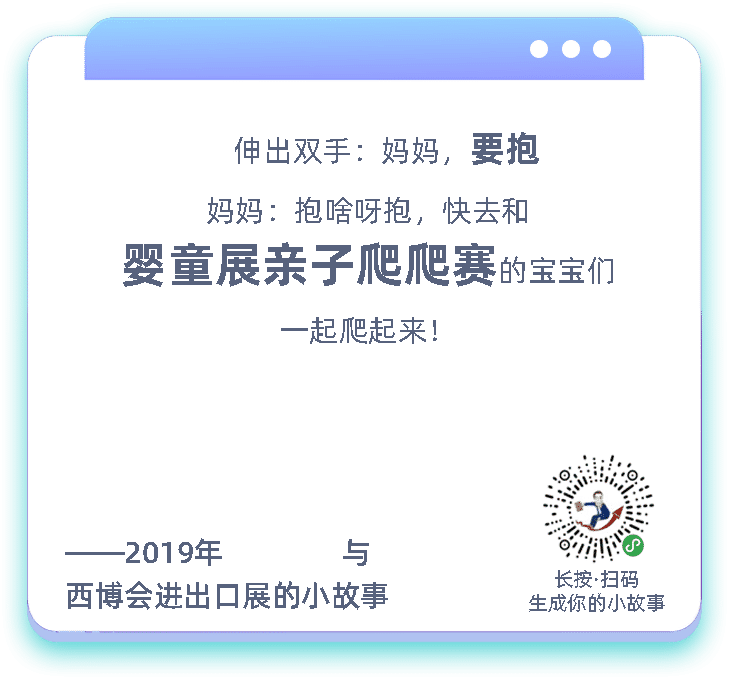 伸出双手：妈妈，要抱
妈妈：抱啥呀抱，快去和
婴童展亲子爬爬赛的宝宝们
一起爬起来！
——2019年 与
西博会进出口展的小故事
长按·扫码
生成你的小故事